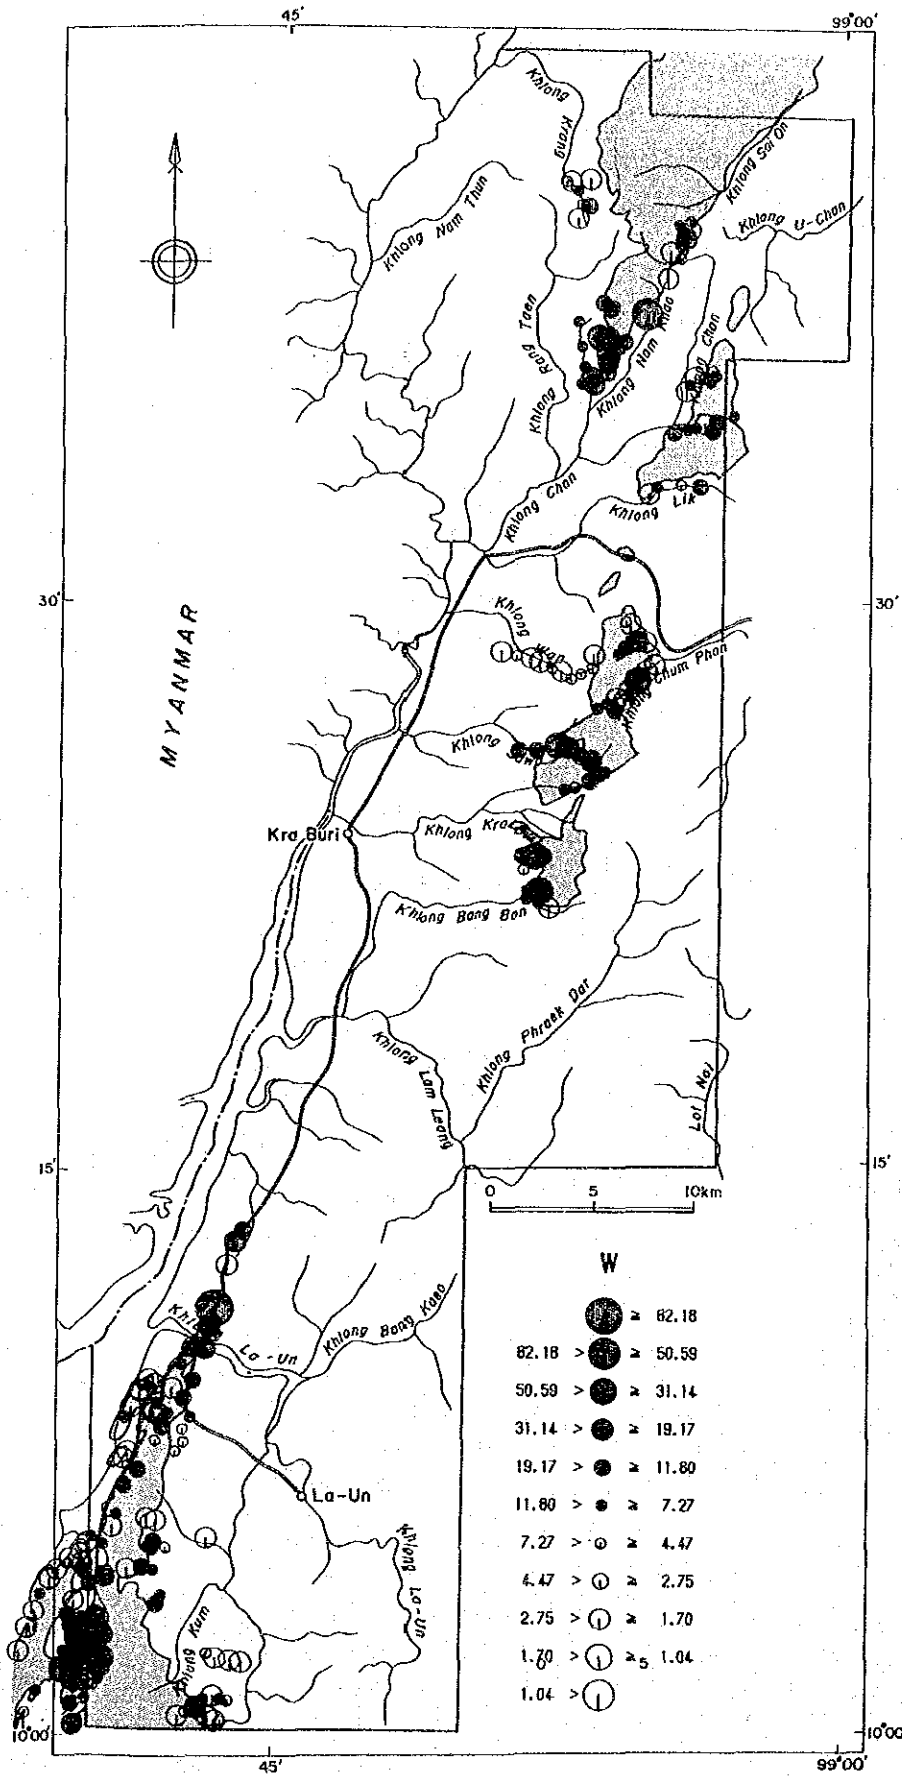 45'
99°00'
Khlong Krang
Khlong Sai On
Khlong U-Chan
Khlong Nam Thun
Khlong Rang Taen
Khlong Nam Khao
Khlong Chan
Khlong Chan
Khlong Lik
30'
30'
MYANMAR
Khlong Wan
Khlong Chum Phon
Khlong
Kra Buri
Khlong
Khlong Bang Bon
Khlong Phraek Dar
Khlong Lam Leang
Lot Noi
15'
15'
0 5 10km
W
≥ 82.18
82.18 > ≥ 50.59
50.59 > ≥ 31.14
31.14 > ≥ 19.17
19.17 > ≥ 11.80
11.80 > ≥ 7.27
7.27 > ≥ 4.47
4.47 > ≥ 2.75
2.75 > ≥ 1.70
1.70 > ≥ 1.04
1.04 >
La-Un
Khlong Bang Kaeo
La-Un
Khlong La-Un
Kum
10°00'
10°00'
45'
99°00'